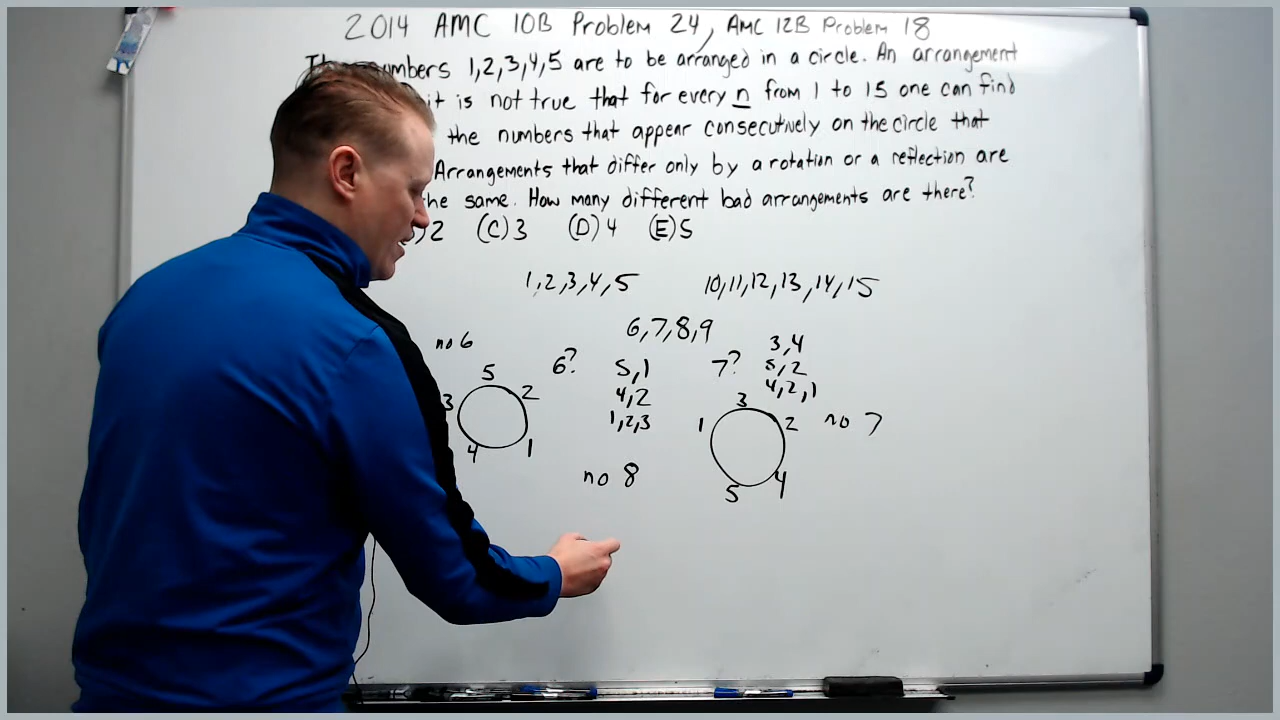 2014 AMC 10B Problem 24, AMC 12B Problem 18
numbers 1,2,3,4,5 are to be arranged in a circle. An arrangement
it is not true that for every n from 1 to 15 one can find
the numbers that appear consecutively on the circle that
Arrangements that differ only by a rotation or a reflection are
the same. How many different bad arrangements are there?
)2 (C)3 (D)4 (E)5
1,2,3,4,5 10,11,12,13,14,15
6,7,8,9
no 6
6?
5,1
4,2
1,2,3
7?
3,4
5,2
4,2,1
5
3 2
4 1
3
1 2
5 4
no 7
no 8